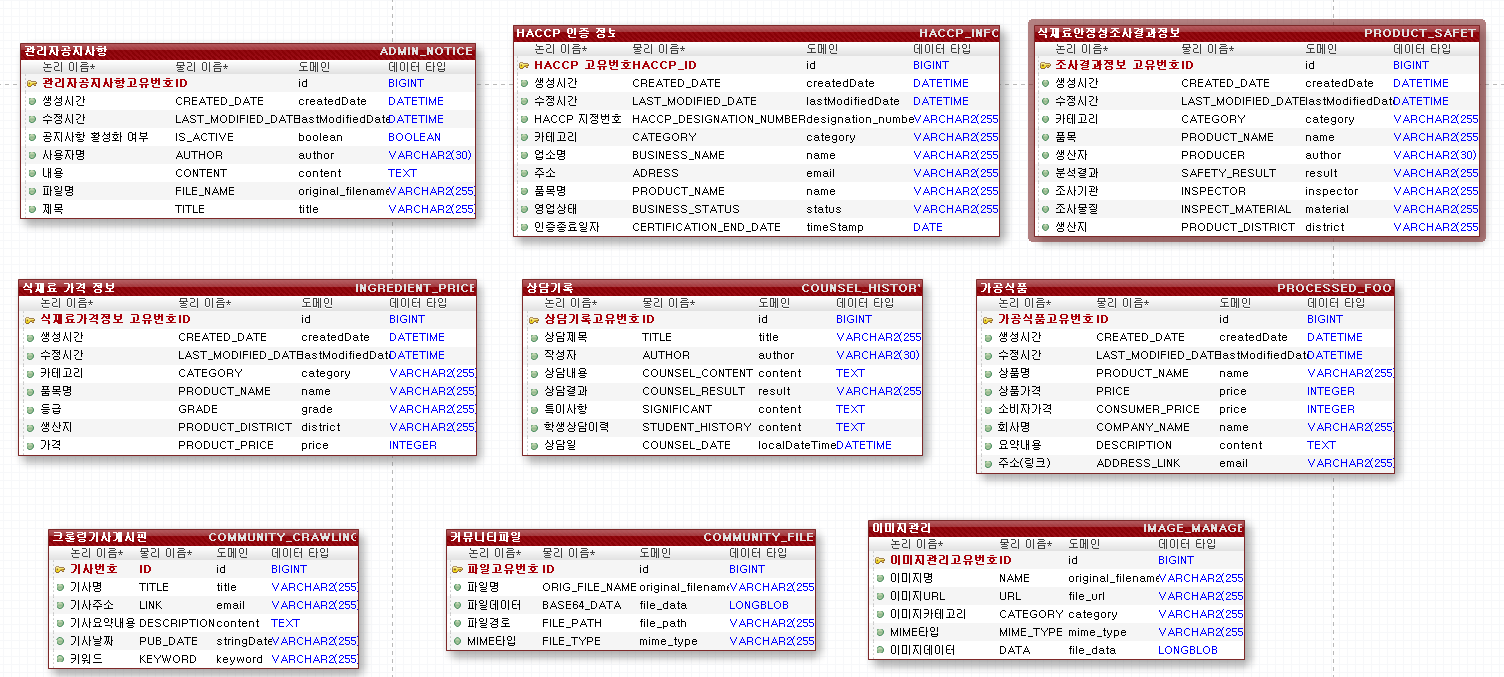 관리자공지사항 ADMIN_NOTICE
논리 이름* 물리 이름* 도메인 데이터 타입
관리자공지사항고유번호 ID id BIGINT
생성시간 CREATED_DATE createdDate DATETIME
수정시간 LAST_MODIFIED_DATE lastModifiedDate DATETIME
공지사항 활성화 여부 IS_ACTIVE boolean BOOLEAN
사용자명 AUTHOR author VARCHAR2(30)
내용 CONTENT content TEXT
파일명 FILE_NAME original_filename VARCHAR2(255)
제목 TITLE title VARCHAR2(255)
HACCP 인증 정보 HACCP_INFO
논리 이름* 물리 이름* 도메인 데이터 타입
HACCP 고유번호 HACCP_ID id BIGINT
생성시간 CREATED_DATE createdDate DATETIME
수정시간 LAST_MODIFIED_DATE lastModifiedDate DATETIME
HACCP 지정번호 HACCP_DESIGNATION_NUMBER designation_number VARCHAR2(255
카테고리 CATEGORY category VARCHAR2(255
업소명 BUSINESS_NAME name VARCHAR2(255
주소 ADRESS email VARCHAR2(255
품목명 PRODUCT_NAME name VARCHAR2(255
영업상태 BUSINESS_STATUS status VARCHAR2(255
인증종료일자 CERTIFICATION_END_DATE timeStamp DATE
식재료안정성조사결과정보 PRODUCT_SAFET
논리 이름* 물리 이름* 도메인 데이터 타입
조사결과정보 고유번호 ID id BIGINT
생성시간 CREATED_DATE createdDate DATETIME
수정시간 LAST_MODIFIED_DATE lastModifiedDate DATETIME
카테고리 CATEGORY category VARCHAR2(255
품목 PRODUCT_NAME name VARCHAR2(255
생산자 PRODUCER author VARCHAR2(30)
분석결과 SAFETY_RESULT result VARCHAR2(255
조사기관 INSPECTOR inspector VARCHAR2(255
조사물질 INSPECT_MATERIAL material VARCHAR2(255
생산지 PRODUCT_DISTRICT district VARCHAR2(255
식재료 가격 정보 INGREDIENT_PRICE
논리 이름* 물리 이름* 도메인 데이터 타입
식재료가격정보 고유번호 ID id BIGINT
생성시간 CREATED_DATE createdDate DATETIME
수정시간 LAST_MODIFIED_DATE lastModifiedDate DATETIME
카테고리 CATEGORY category VARCHAR2(255)
품목명 PRODUCT_NAME name VARCHAR2(255)
등급 GRADE grade VARCHAR2(255)
생산지 PRODUCT_DISTRICT district VARCHAR2(255)
가격 PRODUCT_PRICE price INTEGER
상담기록 COUNSEL_HISTORY
논리 이름* 물리 이름* 도메인 데이터 타입
상담기록고유번호 ID id BIGINT
상담제목 TITLE title VARCHAR2(255
작성자 AUTHOR author VARCHAR2(30)
상담내용 COUNSEL_CONTENT content TEXT
상담결과 COUNSEL_RESULT result VARCHAR2(255
특이사항 SIGNIFICANT content TEXT
학생상담이력 STUDENT_HISTORY content TEXT
상담일 COUNSEL_DATE localDateTime DATETIME
가공식품 PROCESSED_FOO
논리 이름* 물리 이름* 도메인 데이터 타입
가공식품고유번호 ID id BIGINT
생성시간 CREATED_DATE createdDate DATETIME
수정시간 LAST_MODIFIED_DATE lastModifiedDate DATETIME
상품명 PRODUCT_NAME name VARCHAR2(255)
상품가격 PRICE price INTEGER
소비자가격 CONSUMER_PRICE price INTEGER
회사명 COMPANY_NAME name VARCHAR2(255)
요약내용 DESCRIPTION content TEXT
주소(링크) ADDRESS_LINK email VARCHAR2(255)
크롤링기사게시판 COMMUNITY_CRAWLING
논리 이름* 물리 이름* 도메인 데이터 타입
기사번호 ID id BIGINT
기사명 TITLE title VARCHAR2(255)
기사주소 LINK email VARCHAR2(255)
기사요약내용 DESCRIPTION content TEXT
기사날짜 PUB_DATE stringDate VARCHAR2(255)
키워드 KEYWORD keyword VARCHAR2(255)
커뮤니티파일 COMMUNITY_FILE
논리 이름* 물리 이름* 도메인 데이터 타입
파일고유번호 ID id BIGINT
파일명 ORIG_FILE_NAME original_filename VARCHAR2(255)
파일데이터 BASE64_DATA file_data LONGBLOB
파일경로 FILE_PATH file_path VARCHAR2(255)
MIME타입 FILE_TYPE mime_type VARCHAR2(255)
이미지관리 IMAGE_MANAGE
논리 이름* 물리 이름* 도메인 데이터 타입
이미지관리고유번호 ID id BIGINT
이미지명 NAME original_filename VARCHAR2(255
이미지URL URL file_url VARCHAR2(255
이미지카테고리 CATEGORY category VARCHAR2(255
MIME타입 MIME_TYPE mime_type VARCHAR2(255
이미지데이터 DATA file_data LONGBLOB